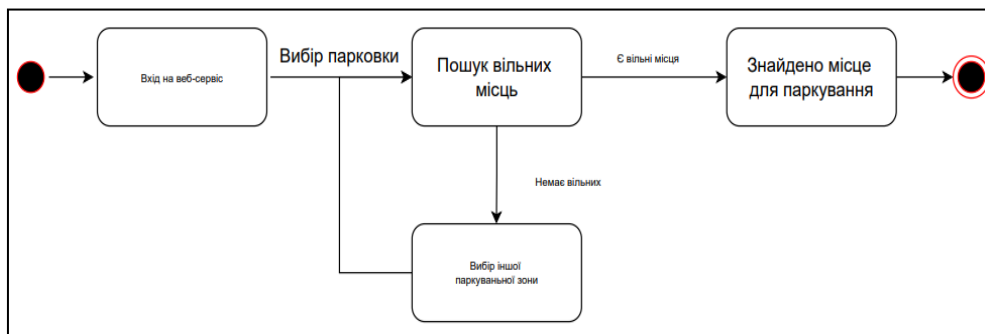 Вхід на веб-сервіс
Вибір парковки
Пошук вільних
місць
Є вільні місця
Знайдено місце
для паркування
Немає вільних
Вибір іншої
паркуваньної зони